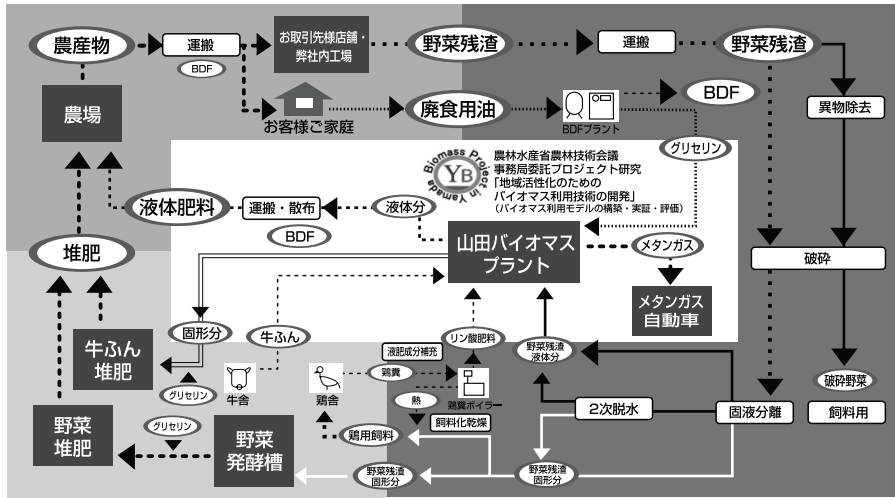 農産物
運搬
BDF
お取引先様店舗・
弊社内工場
野菜残渣
運搬
野菜残渣
農場
お客様ご家庭
廃食用油
BDFプラント
BDF
異物除去
グリセリン
Biomass Project in Yamada
YB
農林水産省農林技術会議
事務局委託プロジェクト研究
「地域活性化のための
バイオマス利用技術の開発」
(バイオマス利用モデルの構築・実証・評価)
液体肥料
運搬・散布
BDF
液体分
山田バイオマス
プラント
メタンガス
堆肥
破砕
メタンガス
自動車
固形分
牛ふん
リン酸肥料
野菜残渣
液体分
牛ふん
堆肥
液肥成分補充
グリセリン
牛舎
鶏舎
鶏糞
鶏糞ボイラー
破砕野菜
飼料用
熱
飼料化乾燥
2次脱水
固液分離
野菜
堆肥
グリセリン
野菜
発酵槽
鶏用飼料
野菜残渣
固形分
野菜残渣
固形分